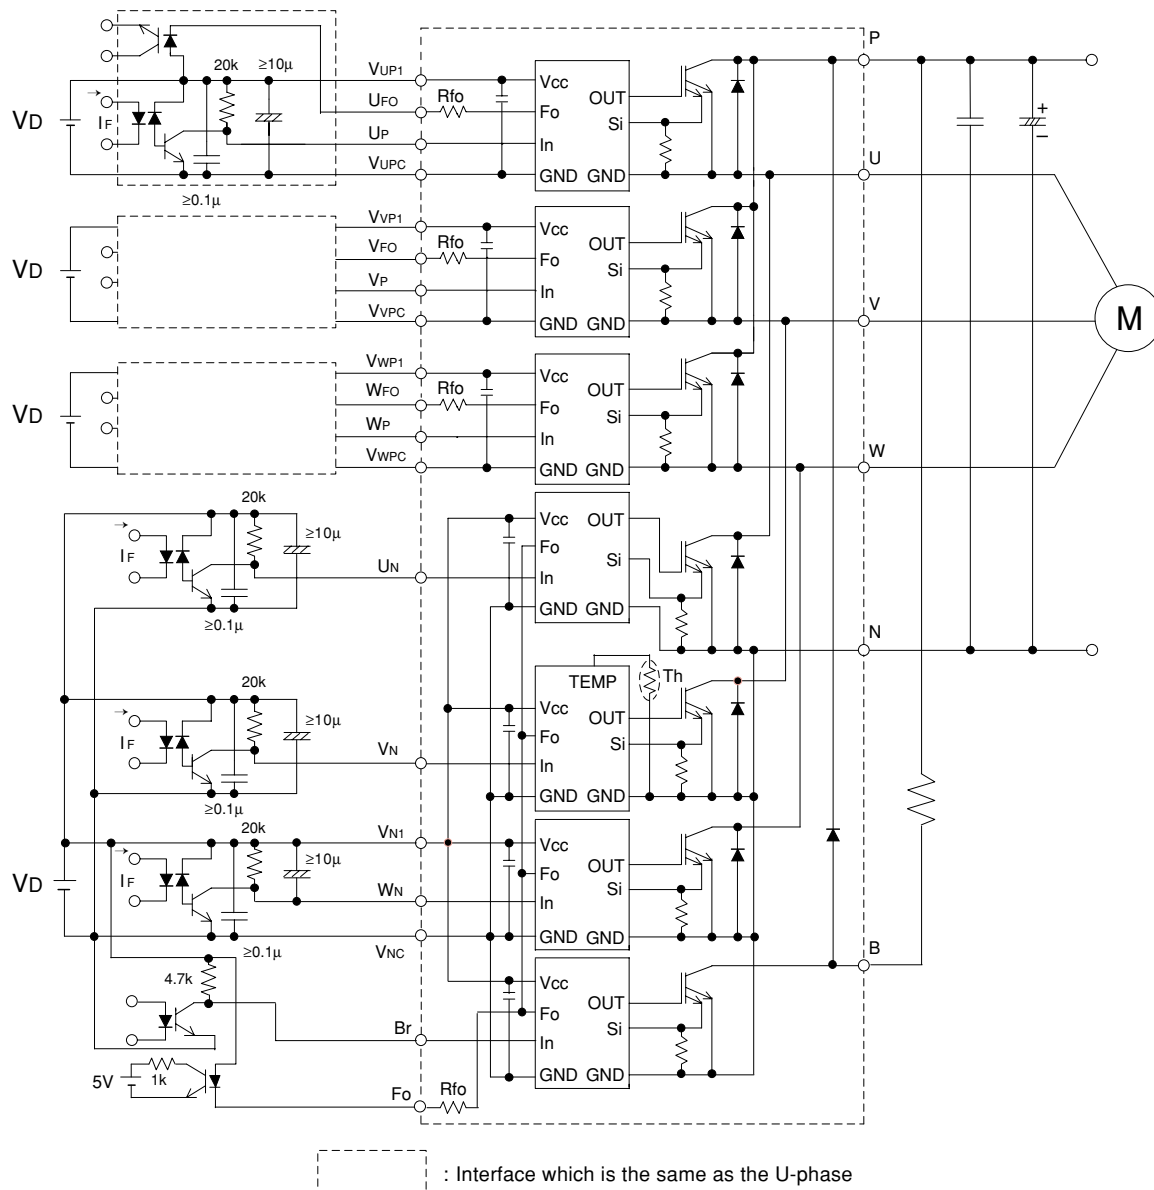 P
20k
≥10µ
VUP1
Vcc
Rfo
UFO
OUT
Fo
+
VD
IF
Si
UP
In
–
VUPC
GND
GND
U
≥0.1µ
VVP1
Vcc
Rfo
VFO
OUT
Fo
VD
Si
VP
In
VVPC
GND
GND
V
M
VWP1
Vcc
WFO
Rfo
OUT
Fo
VD
Si
WP
In
VWPC
GND
GND
W
20k
≥10µ
Vcc
OUT
IF
Fo
Si
UN
In
GND
GND
≥0.1µ
N
TEMP
Th
20k
≥10µ
Vcc
IF
OUT
Fo
Si
VN
In
GND
GND
≥0.1µ
20k
VN1
Vcc
≥10µ
OUT
VD
IF
Fo
Si
WN
In
GND
GND
≥0.1µ
VNC
B
4.7k
Vcc
OUT
Fo
Si
Br
In
5V
1k
GND
GND
Fo
Rfo
: Interface which is the same as the U-phase